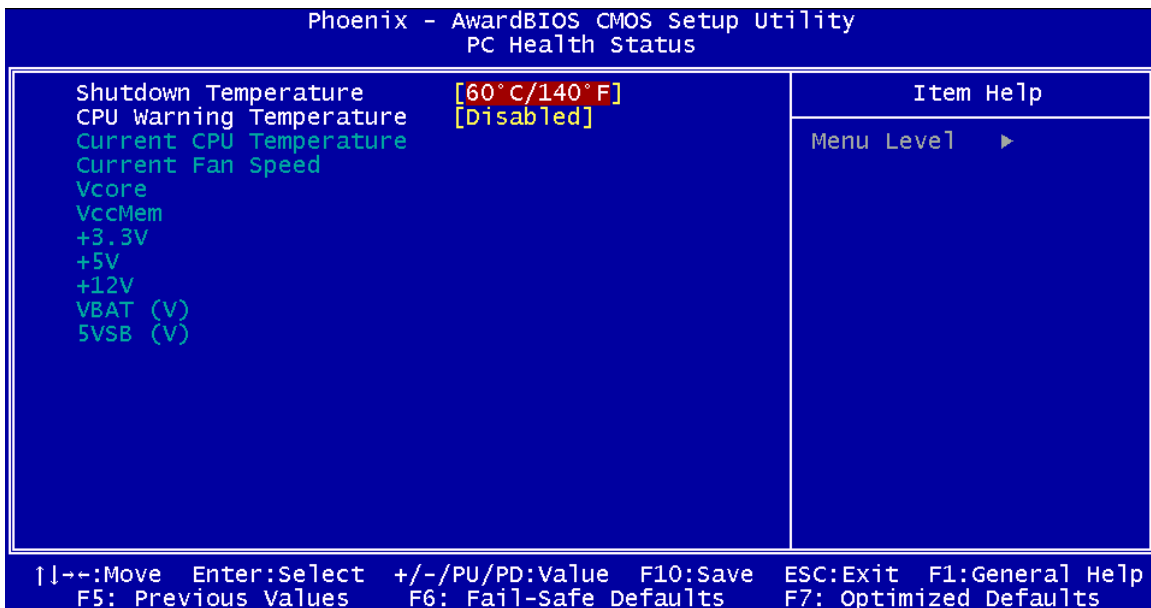 Phoenix - AwardBIOS CMOS Setup Utility
PC Health Status
Shutdown Temperature [60°C/140°F]
CPU Warning Temperature [Disabled]
Current CPU Temperature
Current Fan Speed
Vcore
VccMem
+3.3V
+5V
+12V
VBAT (V)
5VSB (V)
Item Help
Menu Level ▶
↑↓→←:Move Enter:Select +/-/PU/PD:Value F10:Save ESC:Exit F1:General Help
F5: Previous Values F6: Fail-Safe Defaults F7: Optimized Defaults